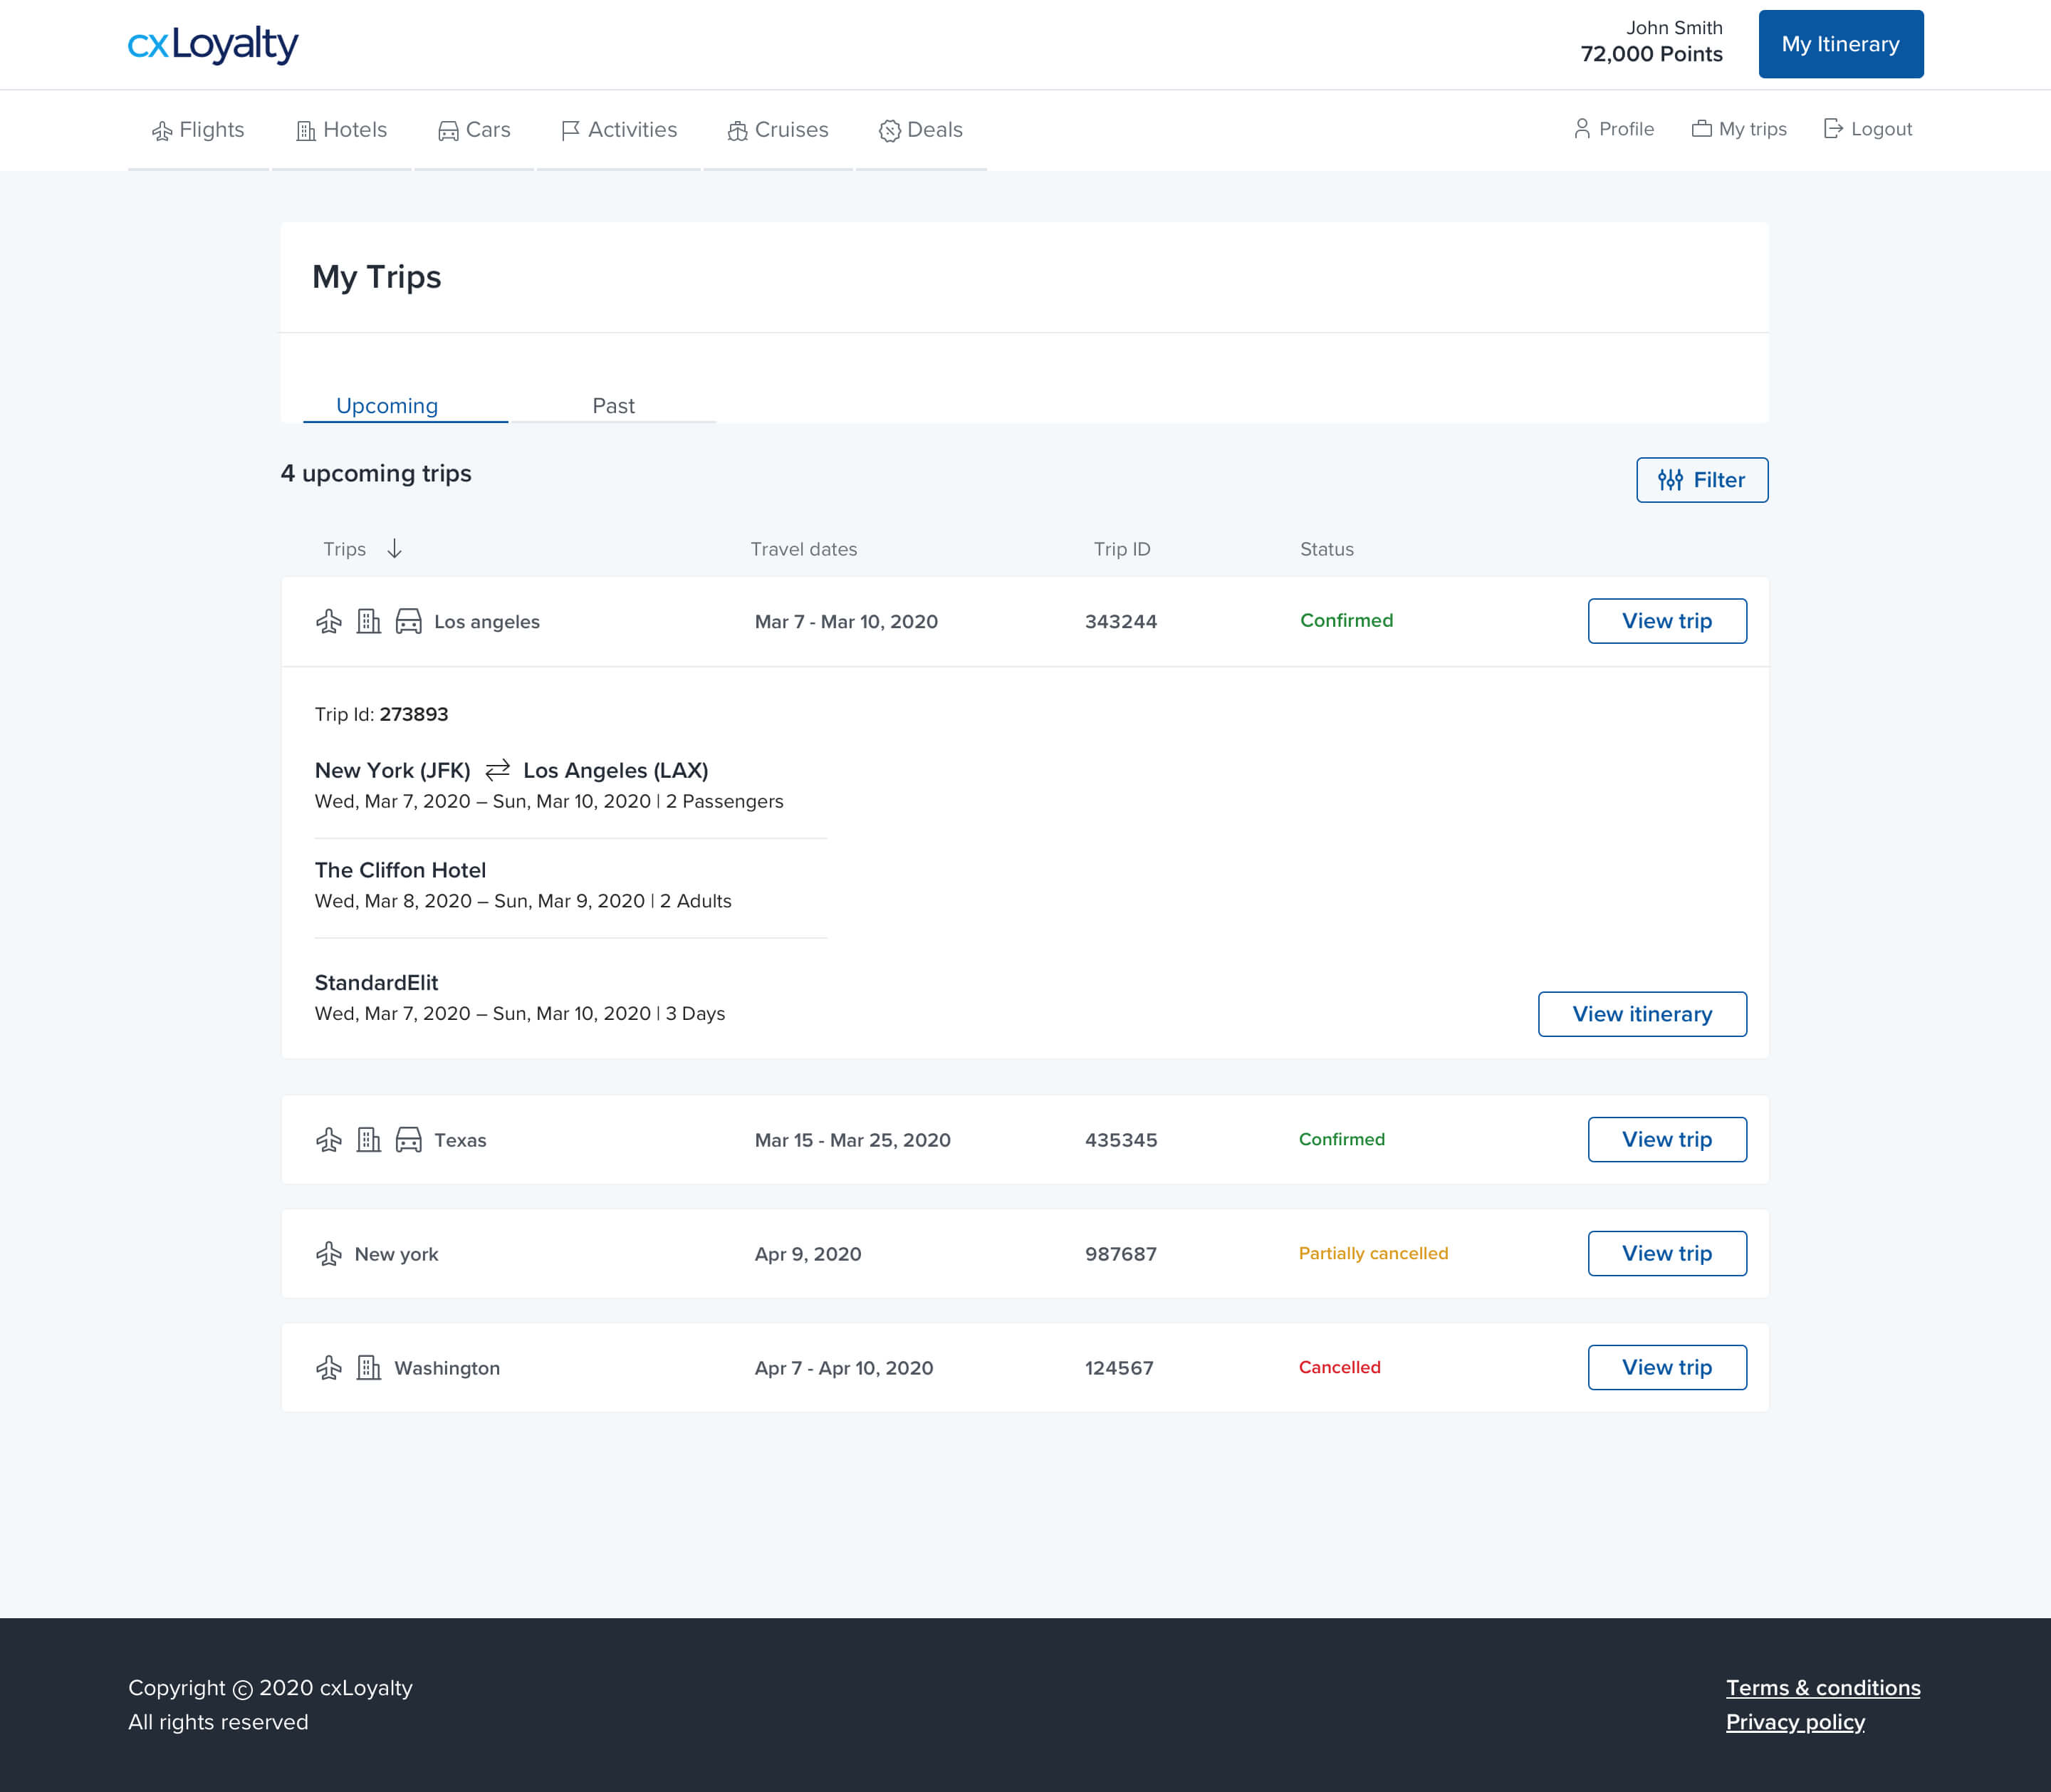 cxLoyalty
John Smith
72,000 Points
My Itinerary
Flights Hotels Cars Activities Cruises Deals
Profile My trips Logout
My Trips
Upcoming Past
4 upcoming trips
Filter
Trips Travel dates Trip ID Status
Los angeles Mar 7 - Mar 10, 2020 343244 Confirmed View trip
Trip Id: 273893
New York (JFK) Los Angeles (LAX)
Wed, Mar 7, 2020 – Sun, Mar 10, 2020 | 2 Passengers
The Cliffon Hotel
Wed, Mar 8, 2020 – Sun, Mar 9, 2020 | 2 Adults
StandardElit
Wed, Mar 7, 2020 – Sun, Mar 10, 2020 | 3 Days
View itinerary
Texas Mar 15 - Mar 25, 2020 435345 Confirmed View trip
New york Apr 9, 2020 987687 Partially cancelled View trip
Washington Apr 7 - Apr 10, 2020 124567 Cancelled View trip
Copyright © 2020 cxLoyalty
All rights reserved
Terms & conditions
Privacy policy